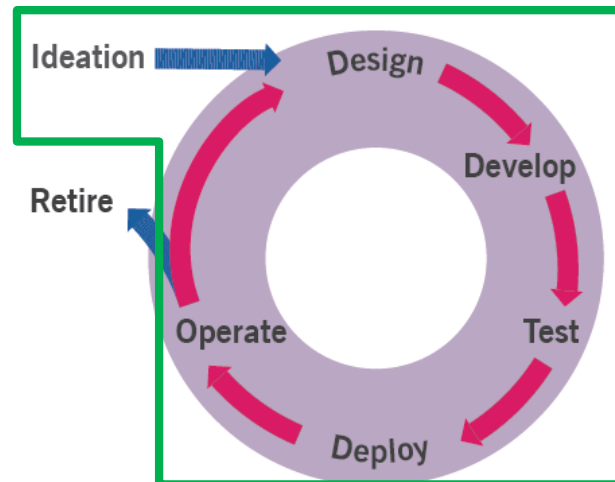 Ideation
Design
Develop
Retire
Operate
Test
Deploy